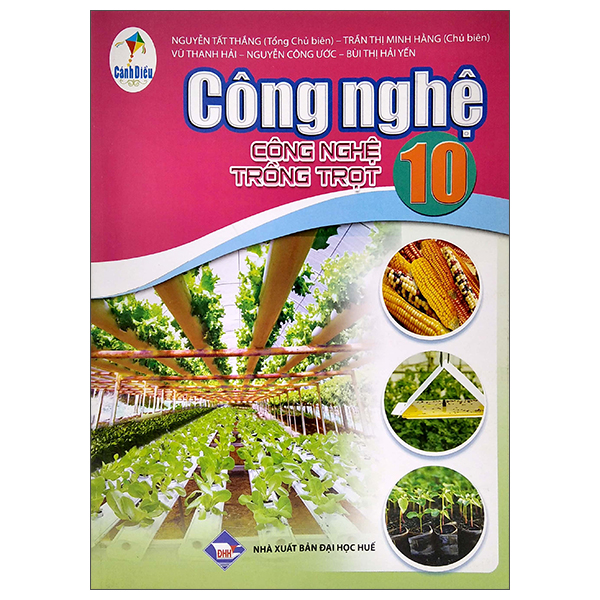 NGUYỄN TẤT THẮNG (Tổng Chủ biên) – TRẦN THỊ MINH HẰNG (Chủ biên)
VŨ THANH HẢI – NGUYỄN CÔNG ƯỚC – BÙI THỊ HẢI YẾN
Cánh Diều
Công nghệ
CÔNG NGHỆ
TRỒNG TRỌT
10
ĐHH
NHÀ XUẤT BẢN ĐẠI HỌC HUẾ